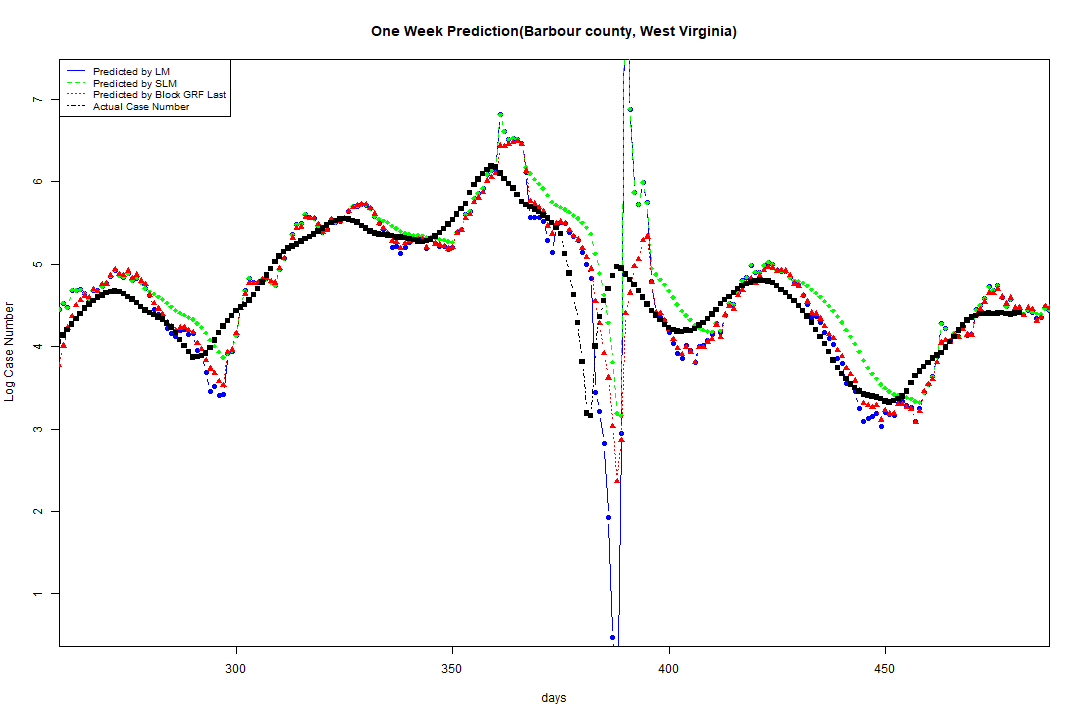 One Week Prediction(Barbour county, West Virginia)
Predicted by LM
Predicted by SLM
Predicted by Block GRF Last
Actual Case Number
7
6
5
4
3
2
1
Log Case Number
300 350 400 450
days